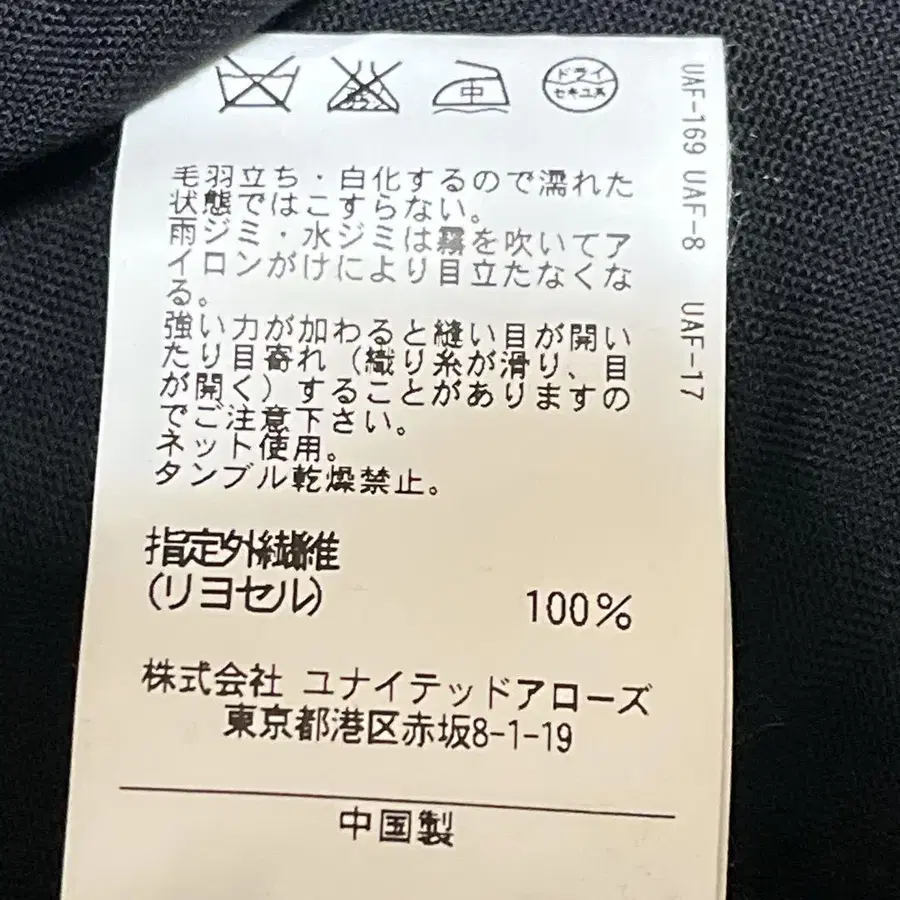 中
ドライ
セキユ系
毛羽立ち・白化するので濡れた
状態ではこすらない。
雨ジミ・水ジミは霧を吹いてア
イロンがけにより目立たなくな
る。
強い力が加わると縫い目が開い
たり目寄れ（織り糸が滑り、目
が開く）することがありますの
でご注意下さい。
ネット使用。
タンブル乾燥禁止。
指定外繊維
(リヨセル) 100%
株式会社 ユナイテッドアローズ
東京都港区赤坂8-1-19
中国製
UAF-169 UAF-8 UAF-17